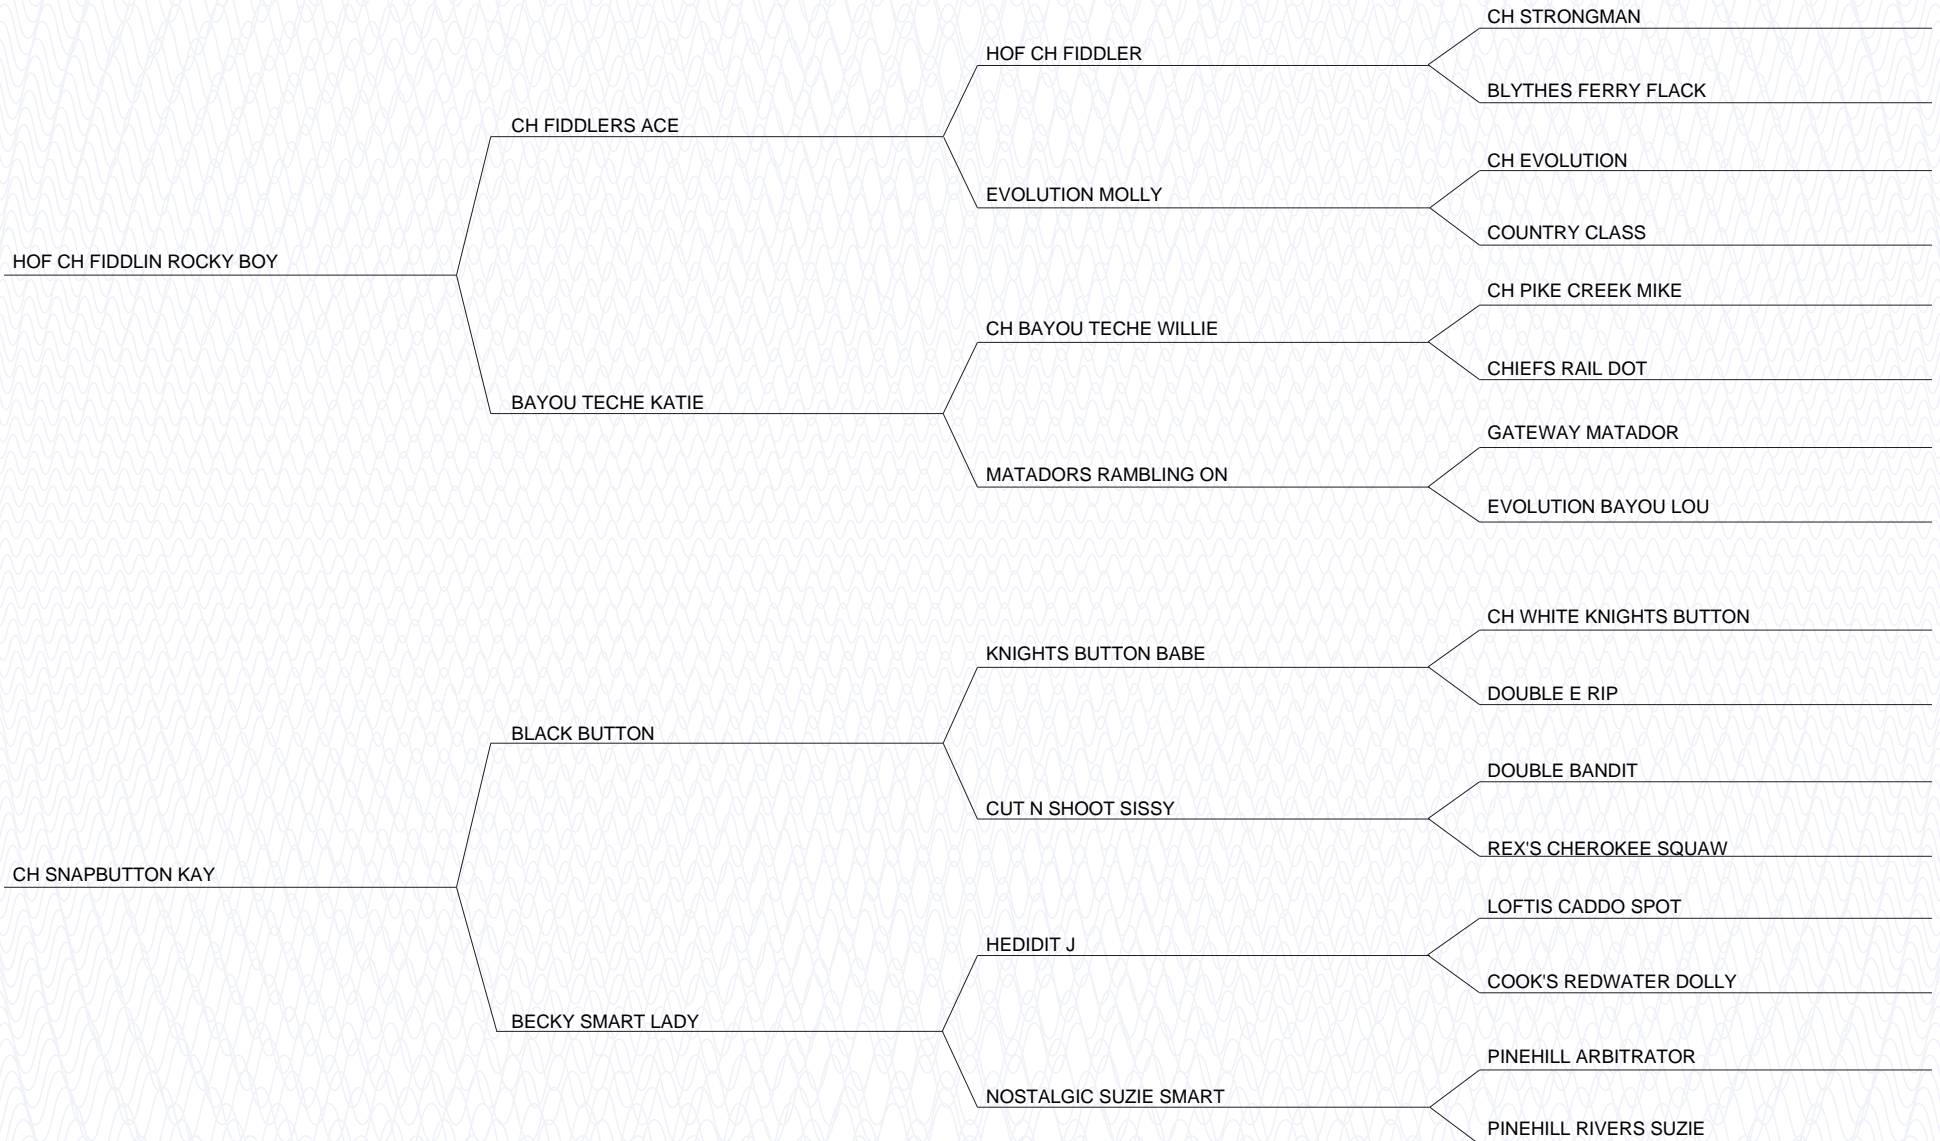 CH STRONGMAN
HOF CH FIDDLER
BLYTHES FERRY FLACK
CH FIDDLERS ACE
CH EVOLUTION
EVOLUTION MOLLY
COUNTRY CLASS
HOF CH FIDDLIN ROCKY BOY
CH PIKE CREEK MIKE
CH BAYOU TECHE WILLIE
CHIEFS RAIL DOT
BAYOU TECHE KATIE
GATEWAY MATADOR
MATADORS RAMBLING ON
EVOLUTION BAYOU LOU
CH WHITE KNIGHTS BUTTON
KNIGHTS BUTTON BABE
DOUBLE E RIP
BLACK BUTTON
DOUBLE BANDIT
CUT N SHOOT SISSY
REX'S CHEROKEE SQUAW
CH SNAPBUTTON KAY
LOFTIS CADDO SPOT
HEDIDIT J
COOK'S REDWATER DOLLY
BECKY SMART LADY
PINEHILL ARBITRATOR
NOSTALGIC SUZIE SMART
PINEHILL RIVERS SUZIE